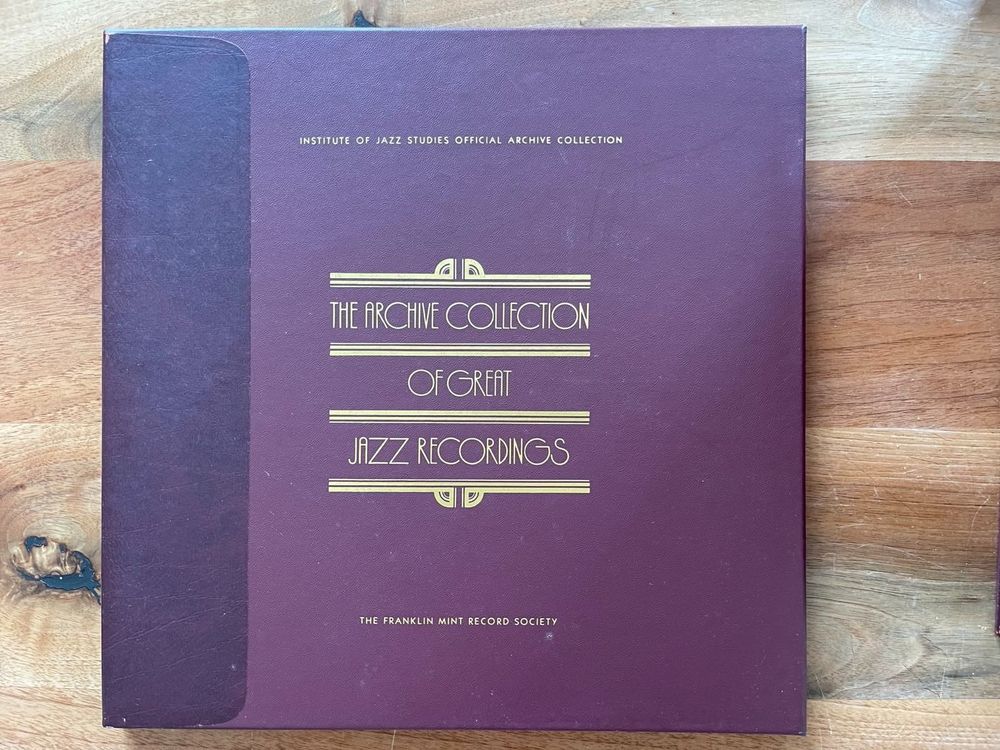 INSTITUTE OF JAZZ STUDIES OFFICIAL ARCHIVE COLLECTION
THE ARCHIVE COLLECTION
OF GREAT
JAZZ RECORDINGS
THE FRANKLIN MINT RECORD SOCIETY